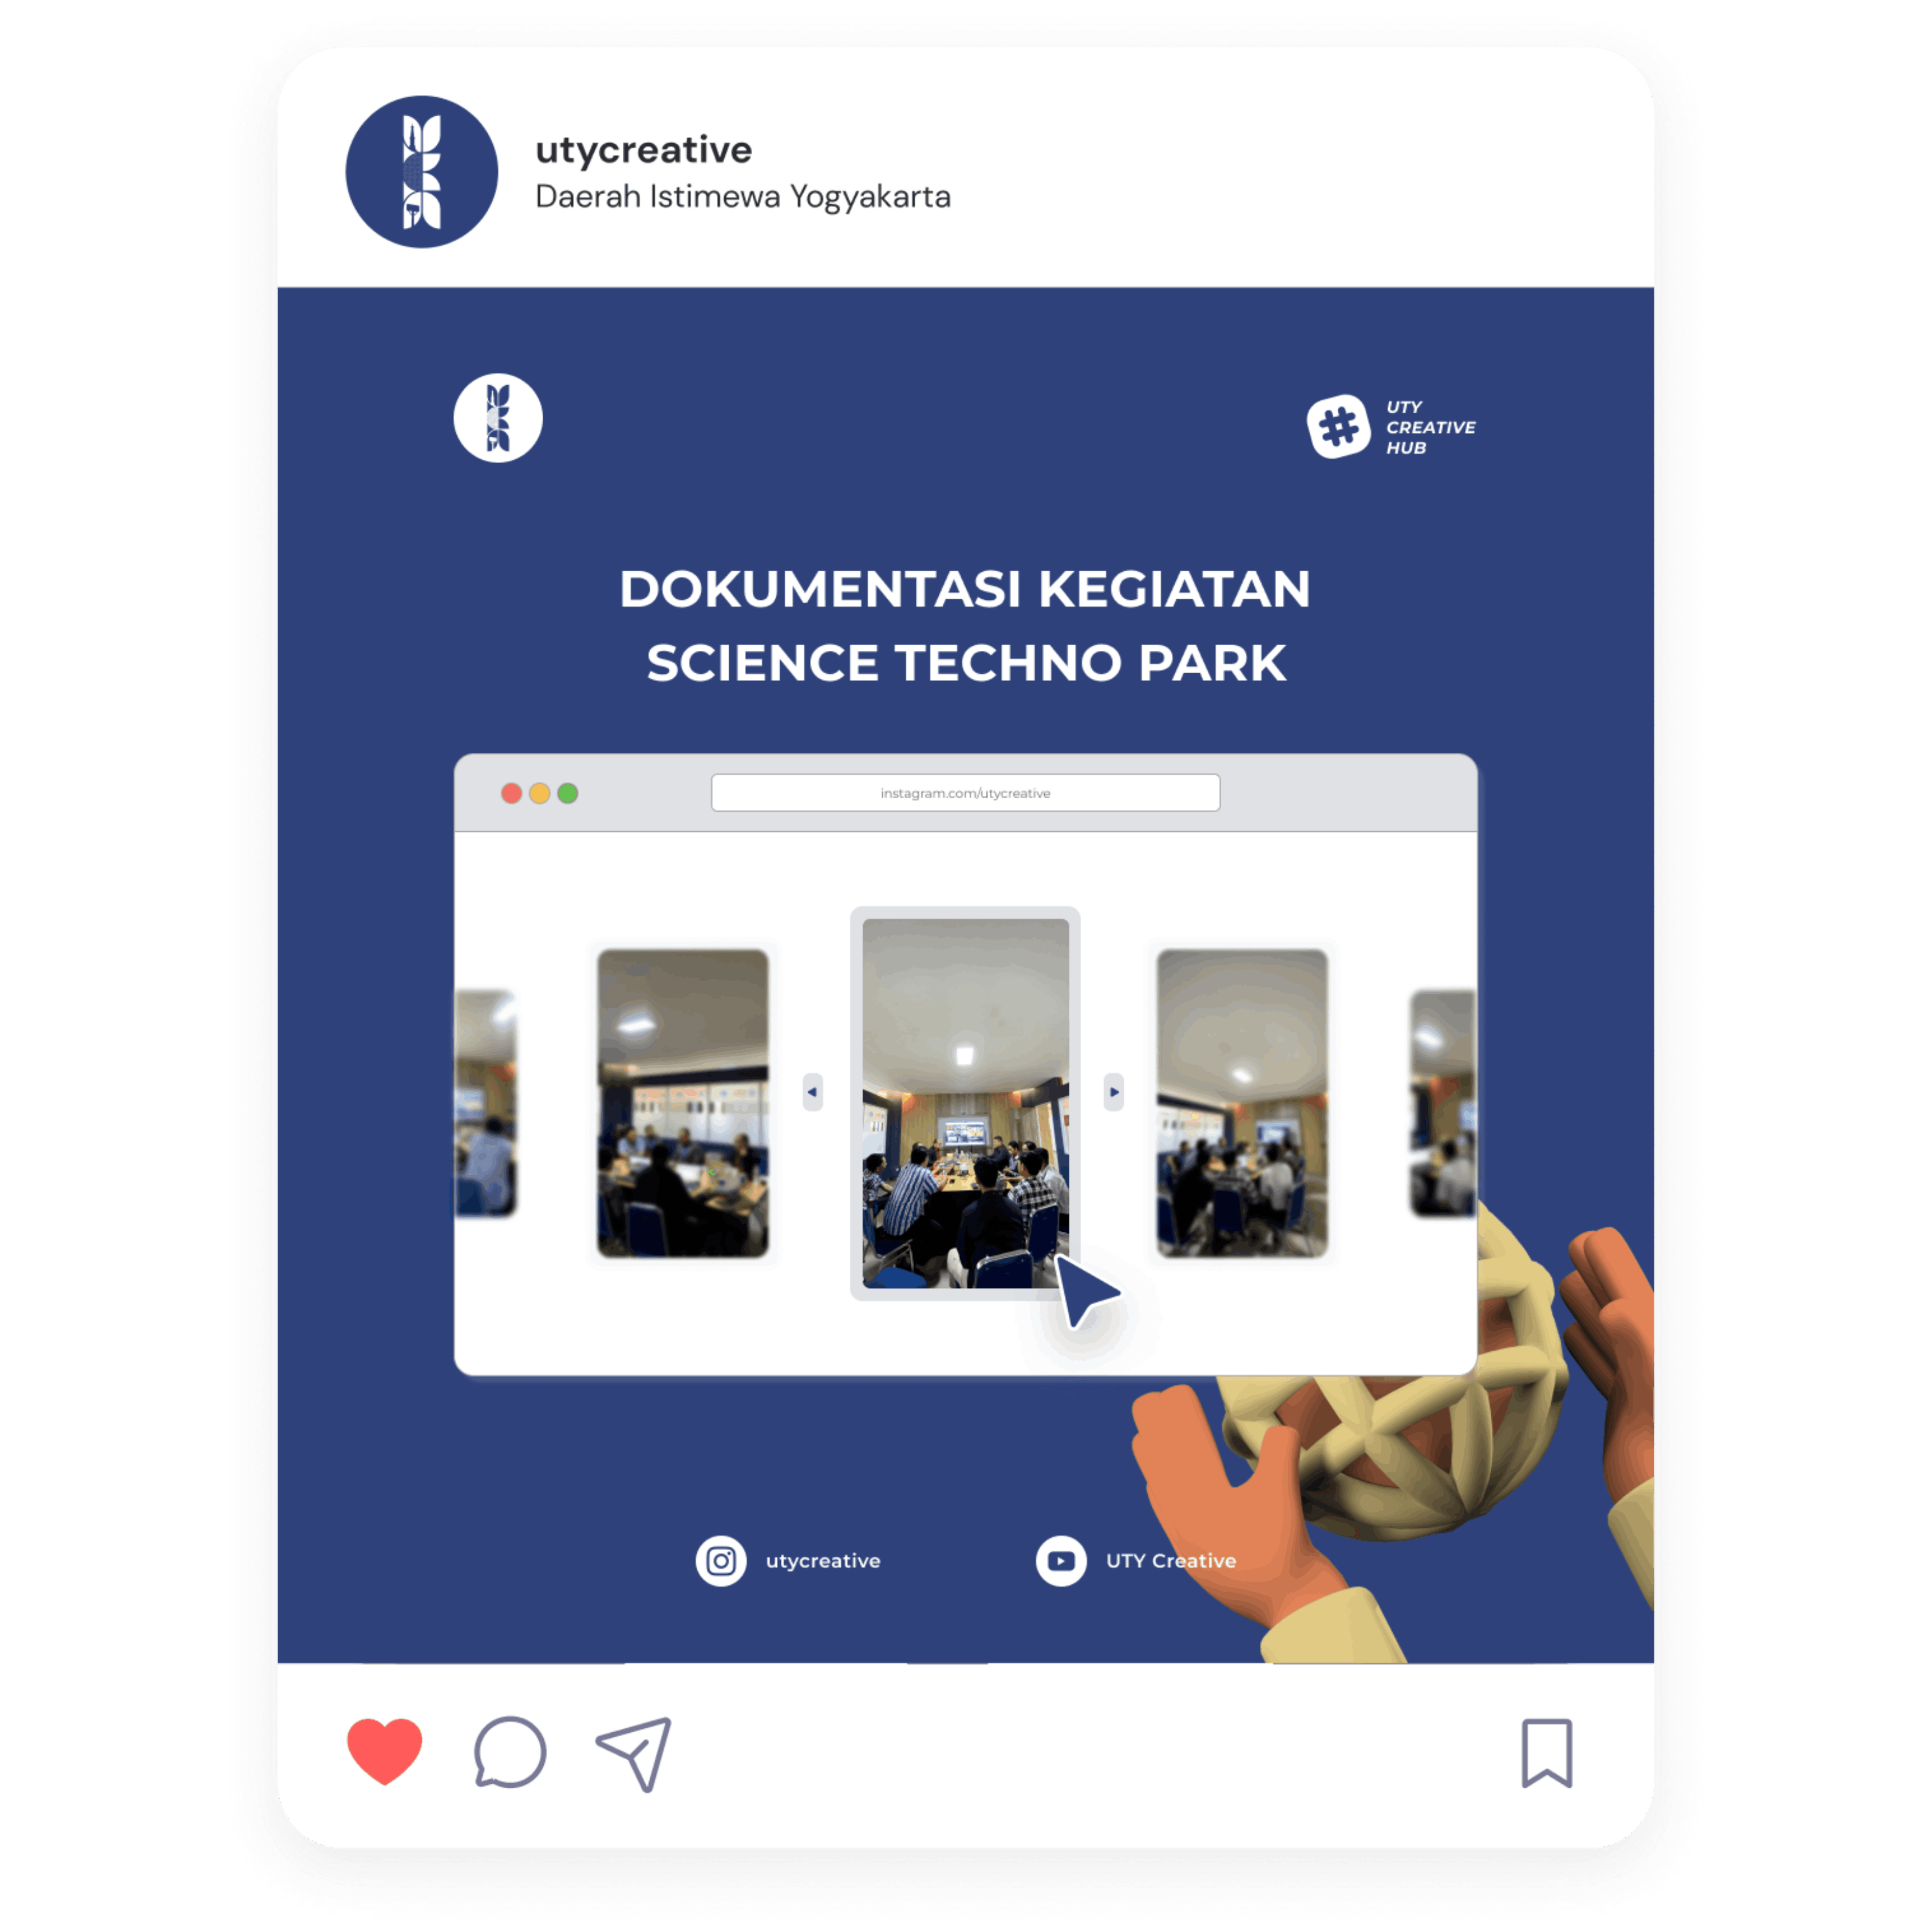 utycreative
Daerah Istimewa Yogyakarta
UTY
CREATIVE
HUB
DOKUMENTASI KEGIATAN
SCIENCE TECHNO PARK
instagram.com/utycreative
utycreative
UTY Creative